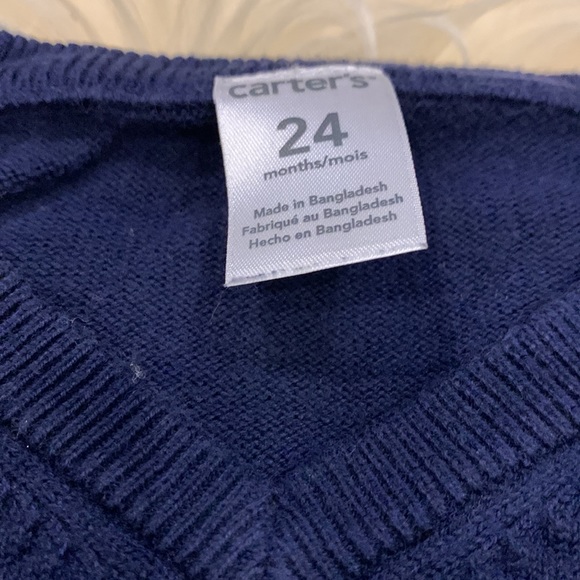 carter's
24
months/mois
Made in Bangladesh
Fabriqué au Bangladesh
Hecho en Bangladesh